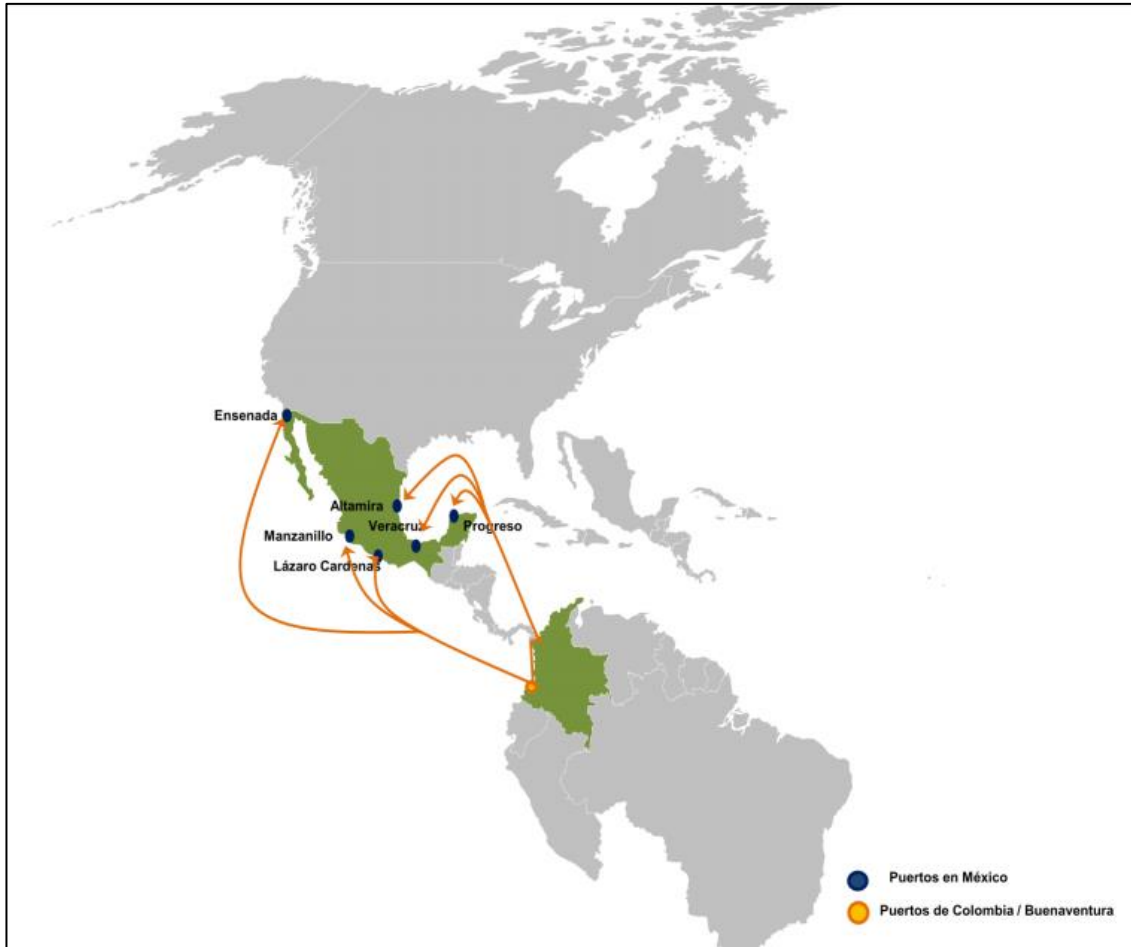 Ensenada
Altamira
Veracruz
Progreso
Manzanillo
Lázaro Cardenas
Puertos en México
Puertos de Colombia / Buenaventura